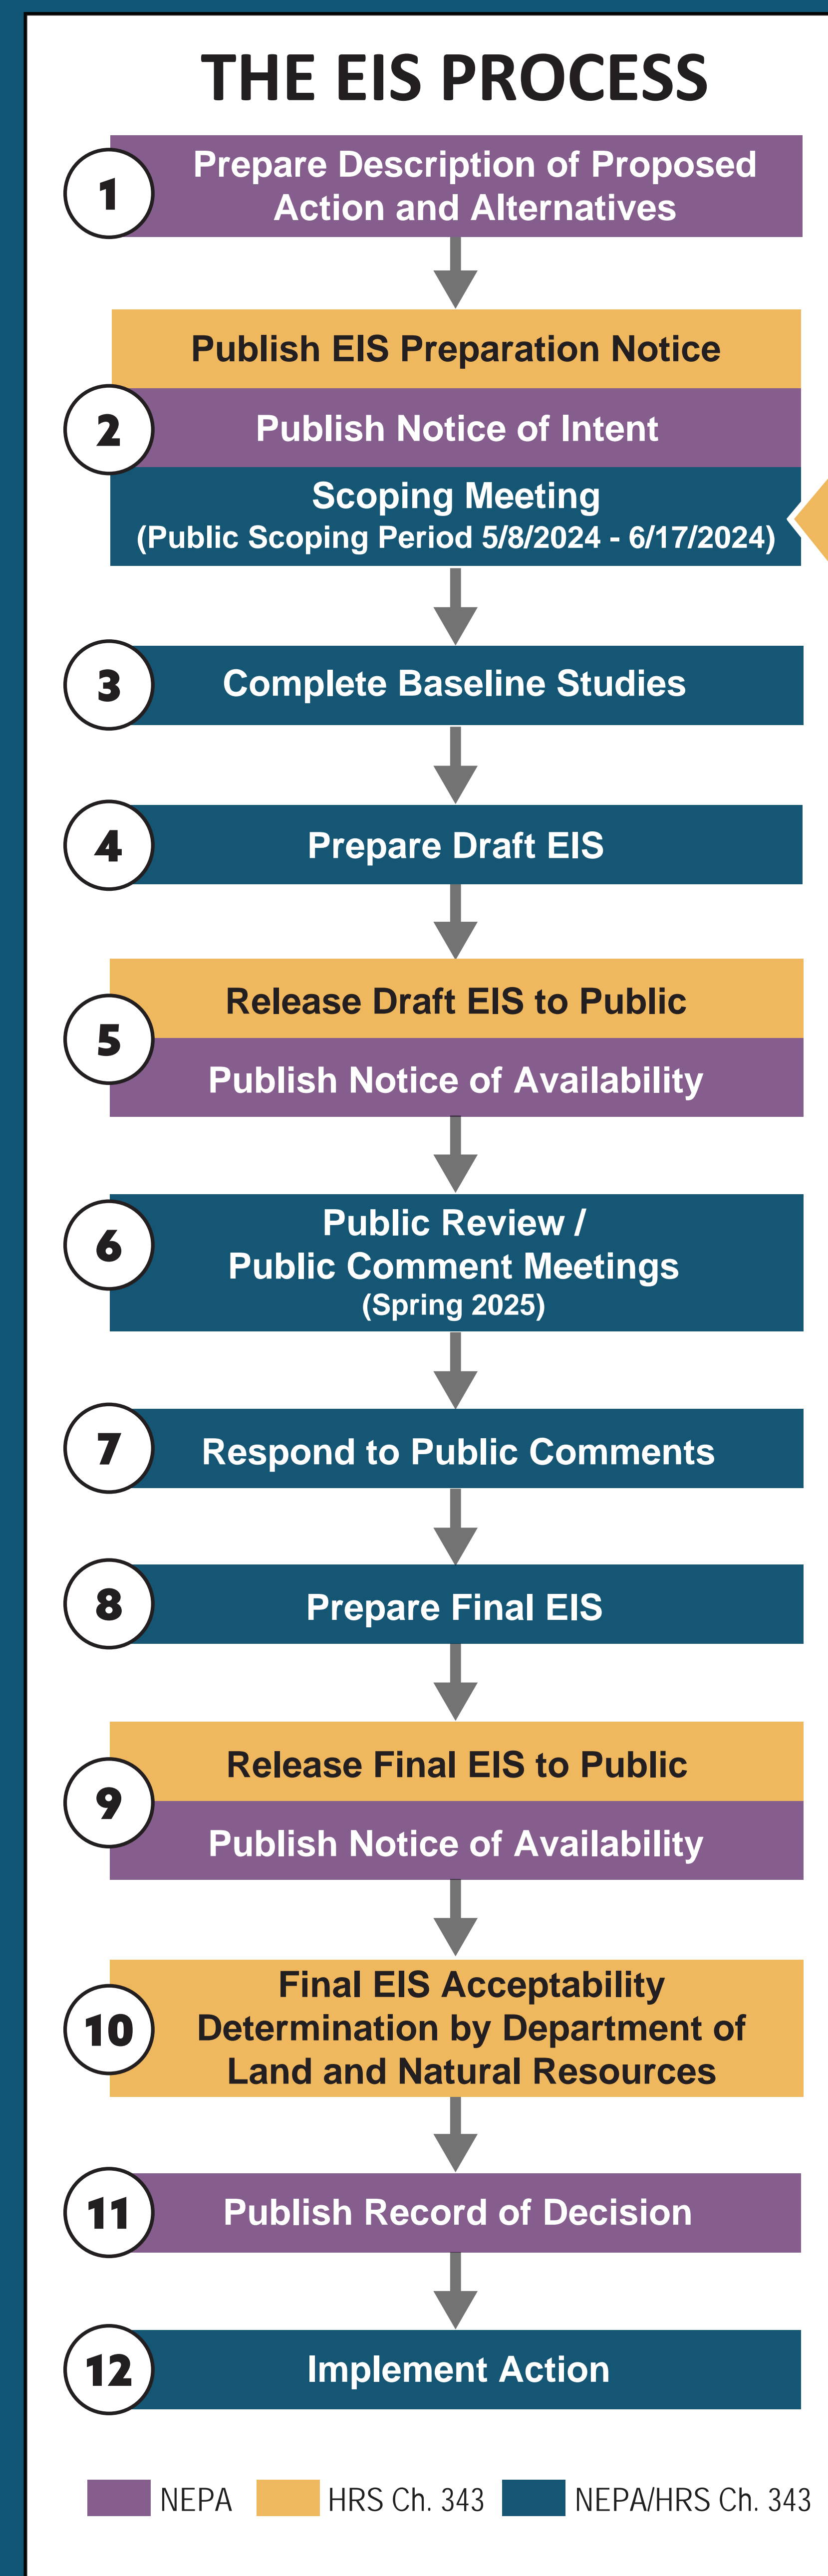 THE EIS PROCESS
1
Prepare Description of Proposed
Action and Alternatives
Publish EIS Preparation Notice
2
Publish Notice of Intent
Scoping Meeting
(Public Scoping Period 5/8/2024 - 6/17/2024)
3
Complete Baseline Studies
4
Prepare Draft EIS
5
Release Draft EIS to Public
Publish Notice of Availability
6
Public Review /
Public Comment Meetings
(Spring 2025)
7
Respond to Public Comments
8
Prepare Final EIS
9
Release Final EIS to Public
Publish Notice of Availability
10
Final EIS Acceptability
Determination by Department of
Land and Natural Resources
11
Publish Record of Decision
12
Implement Action
NEPA
HRS Ch. 343
NEPA/HRS Ch. 343